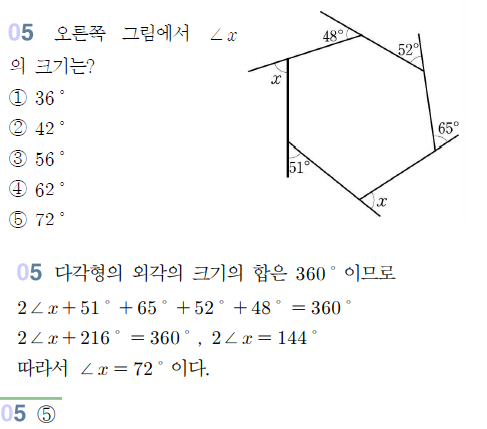 05 오른쪽 그림에서 ∠x
의 크기는?
① 36°
② 42°
③ 56°
④ 62°
⑤ 72°
48°
52°
x
65°
51°
x
05 다각형의 외각의 크기의 합은 360°이므로
2∠x+51°+65°+52°+48°=360°
2∠x+216°=360°, 2∠x=144°
따라서 ∠x=72°이다.
05 ⑤